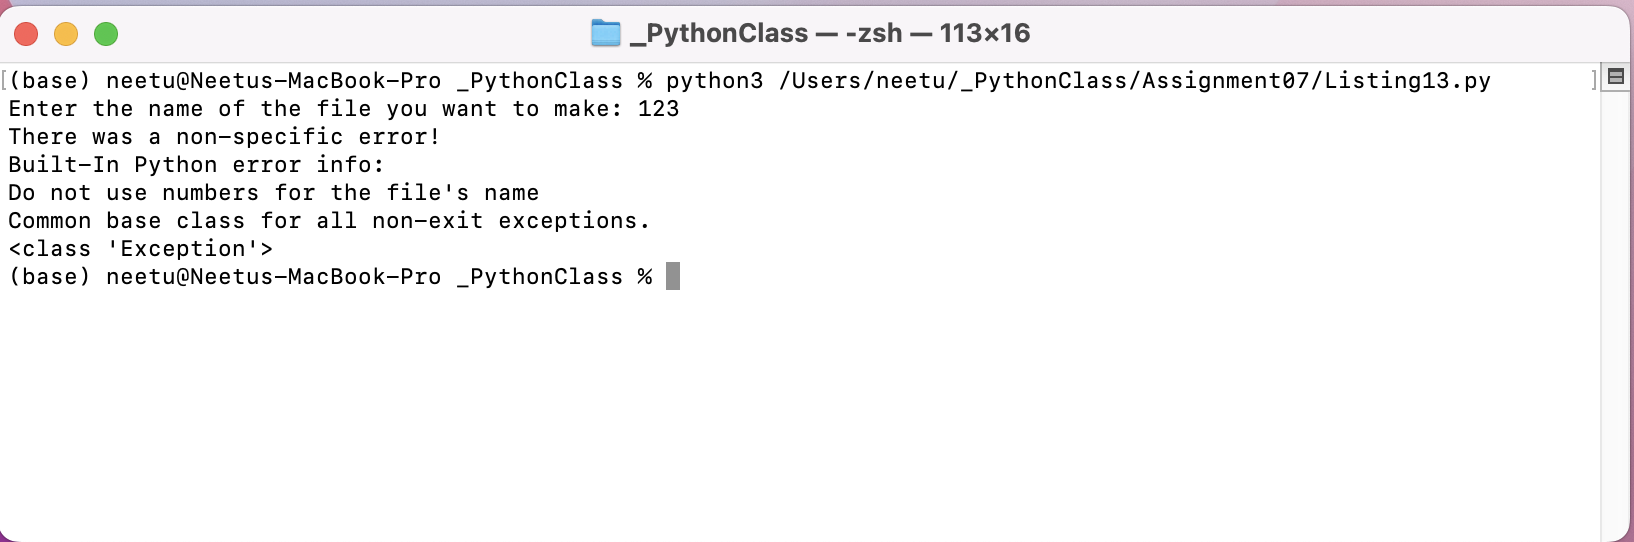 _PythonClass — -zsh — 113×16
[(base) neetu@Neetus-MacBook-Pro _PythonClass % python3 /Users/neetu/_PythonClass/Assignment07/Listing13.py ]
Enter the name of the file you want to make: 123
There was a non-specific error!
Built-In Python error info:
Do not use numbers for the file's name
Common base class for all non-exit exceptions.
<class 'Exception'>
(base) neetu@Neetus-MacBook-Pro _PythonClass %